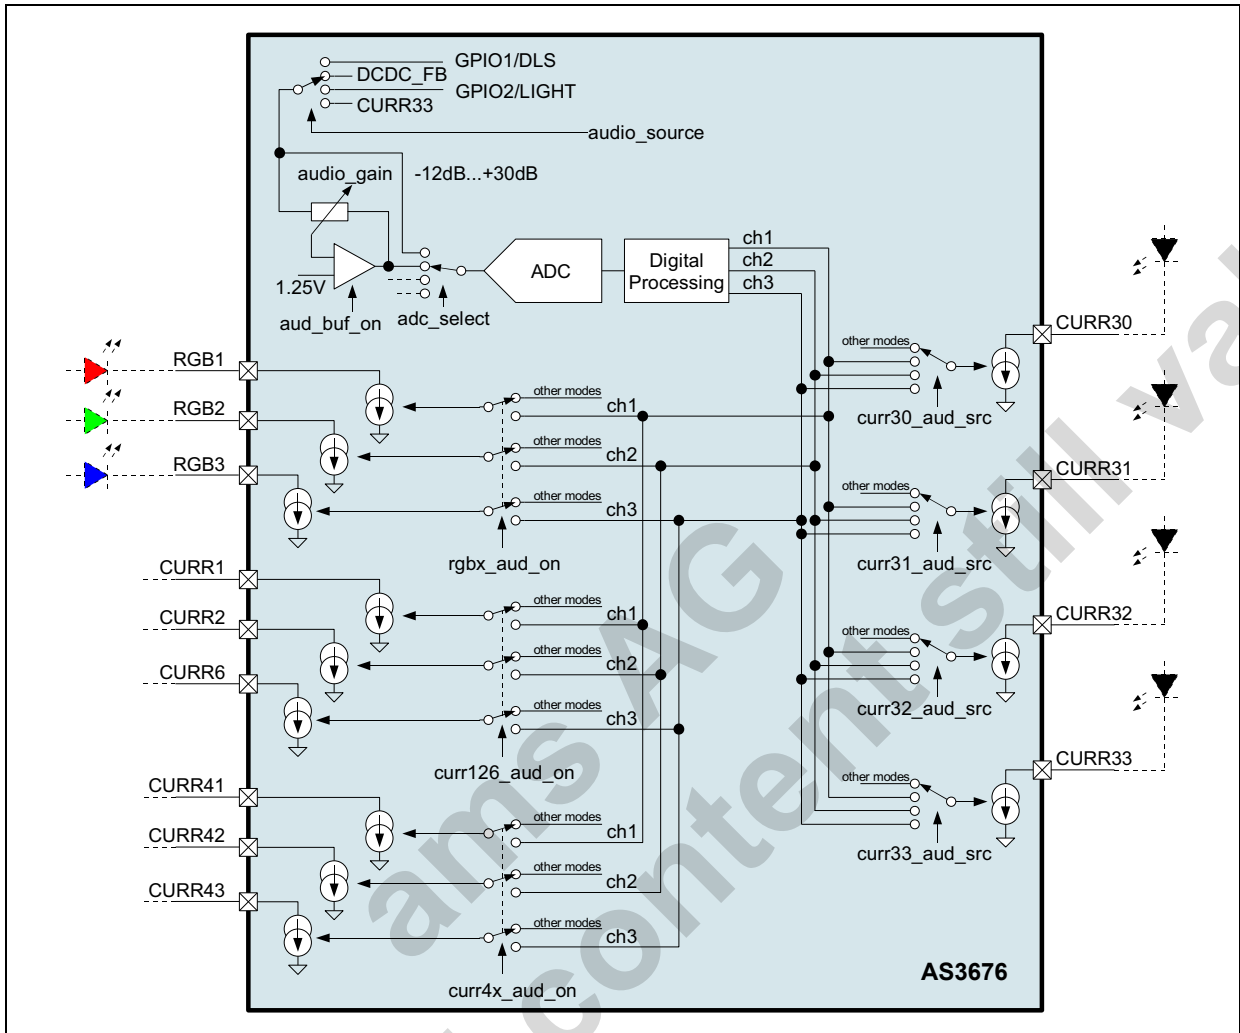 GPIO1/DLS
DCDC_FB
GPIO2/LIGHT
CURR33
audio_source
audio_gain
-12dB...+30dB
1.25V
aud_buf_on
adc_select
ADC
Digital
Processing
ch1
ch2
ch3
RGB1
RGB2
RGB3
other modes
ch1
other modes
ch2
other modes
ch3
rgbx_aud_on
CURR1
CURR2
CURR6
other modes
ch1
other modes
ch2
other modes
ch3
curr126_aud_on
CURR41
CURR42
CURR43
other modes
ch1
other modes
ch2
other modes
ch3
curr4x_aud_on
other modes
curr30_aud_src
CURR30
other modes
curr31_aud_src
CURR31
other modes
curr32_aud_src
CURR32
other modes
curr33_aud_src
CURR33
AS3676
ams AG
content still